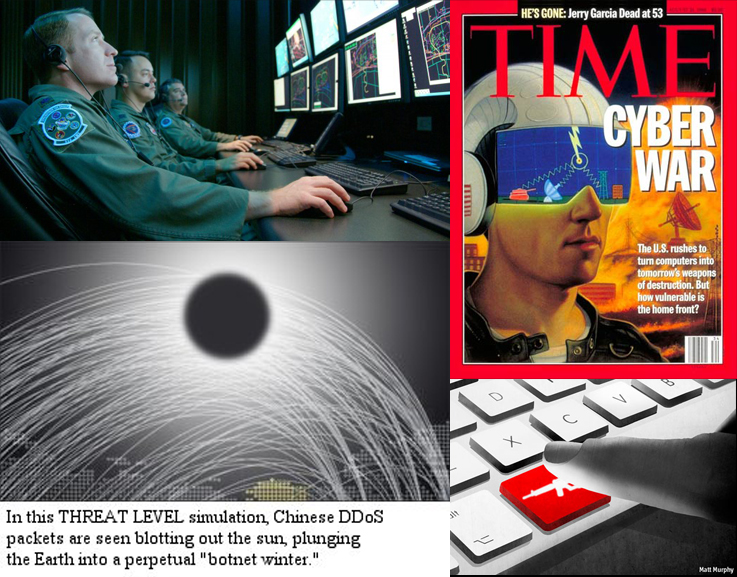 HE'S GONE: Jerry Garcia Dead at 53
TIME
CYBER
WAR
The U.S. rushes to
turn computers into
tomorrow's weapons
of destruction. But
how vulnerable is
the home front?
D
X
C
V
B
alt
⌥
Matt Murphy
In this THREAT LEVEL simulation, Chinese DDoS
packets are seen blotting out the sun, plunging
the Earth into a perpetual "botnet winter."